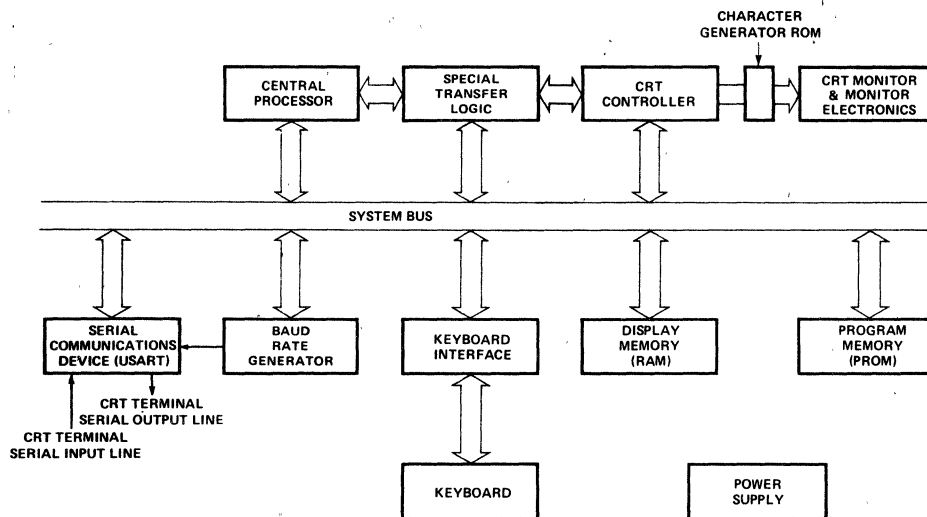 CHARACTER
GENERATOR ROM
CENTRAL
PROCESSOR
SPECIAL
TRANSFER
LOGIC
CRT
CONTROLLER
CRT MONITOR
& MONITOR
ELECTRONICS
SYSTEM BUS
SERIAL
COMMUNICATIONS
DEVICE (USART)
BAUD
RATE
GENERATOR
KEYBOARD
INTERFACE
DISPLAY
MEMORY
(RAM)
PROGRAM
MEMORY
(PROM)
CRT TERMINAL
SERIAL OUTPUT LINE
CRT TERMINAL
SERIAL INPUT LINE
KEYBOARD
POWER
SUPPLY